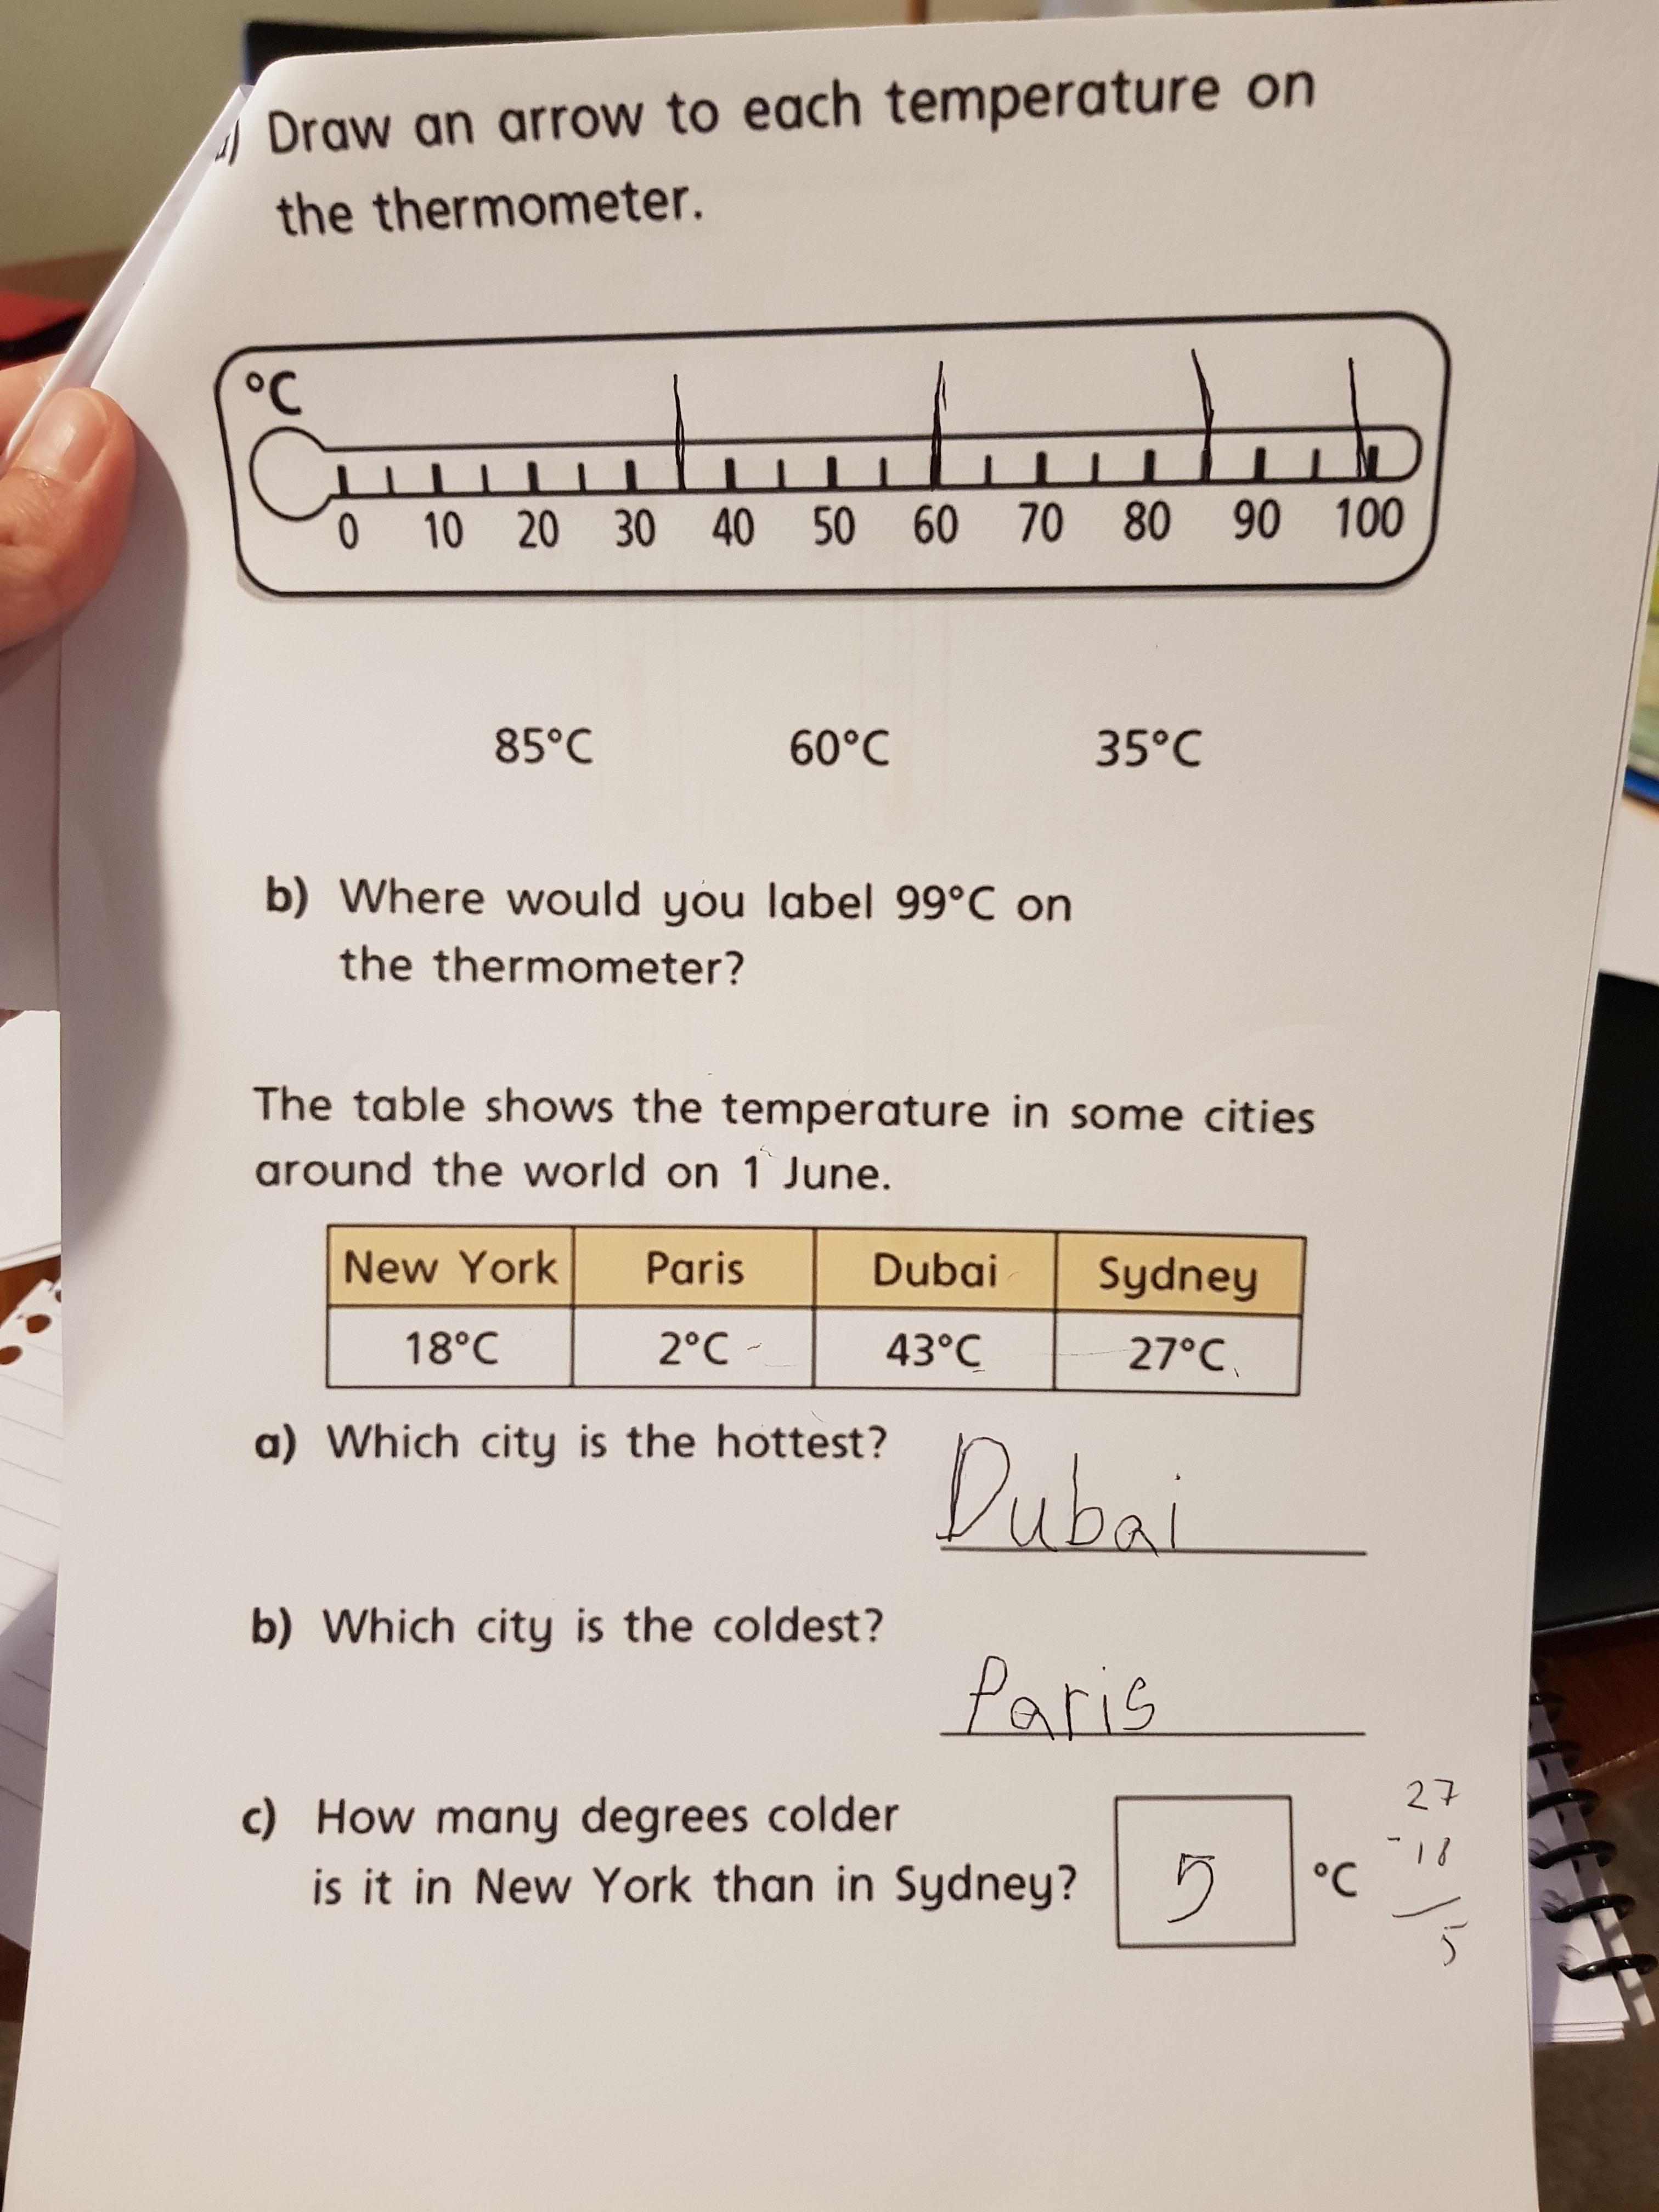 Draw an arrow to each temperature on
the thermometer.
°C
0 10 20 30 40 50 60 70 80 90 100
85°C 60°C 35°C
b) Where would you label 99°C on
the thermometer?
The table shows the temperature in some cities
around the world on 1 June.
New York Paris Dubai Sydney
18°C 2°C 43°C 27°C
a) Which city is the hottest?
Dubai
b) Which city is the coldest?
Paris
c) How many degrees colder
is it in New York than in Sydney? 5 °C
27
-18
5